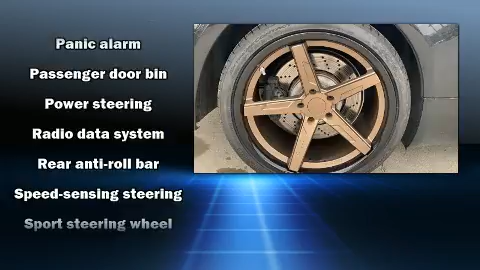 Panic alarm
Passenger door bin
Power steering
Radio data system
Rear anti-roll bar
Speed-sensing steering
Sport steering wheel